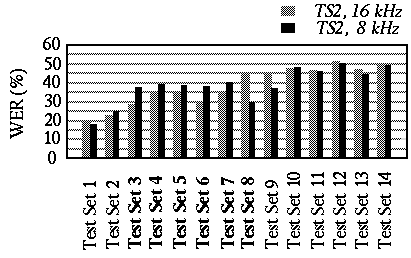 TS2, 16 kHz
TS2, 8 kHz
WER (%)
60
50
40
30
20
10
0
Test Set 1
Test Set 2
Test Set 3
Test Set 4
Test Set 5
Test Set 6
Test Set 7
Test Set 8
Test Set 9
Test Set 10
Test Set 11
Test Set 12
Test Set 13
Test Set 14